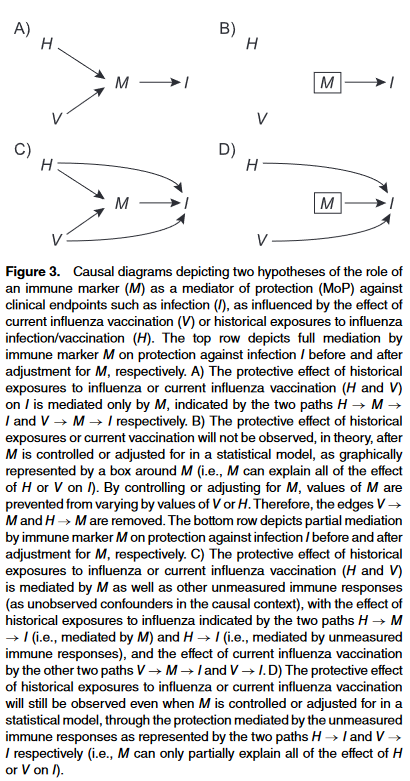 A)
B)
H
H
M
I
M
I
V
V
C)
D)
H
H
M
I
M
I
V
V
Figure 3. Causal diagrams depicting two hypotheses of the role of
an immune marker (M) as a mediator of protection (MoP) against
clinical endpoints such as infection (I), as influenced by the effect of
current influenza vaccination (V) or historical exposures to influenza
infection/vaccination (H). The top row depicts full mediation by
immune marker M on protection against infection I before and after
adjustment for M, respectively. A) The protective effect of historical
exposures to influenza or current influenza vaccination (H and V)
on I is mediated only by M, indicated by the two paths H → M →
I and V → M → I respectively. B) The protective effect of historical
exposures or current vaccination will not be observed, in theory, after
M is controlled or adjusted for in a statistical model, as graphically
represented by a box around M (i.e., M can explain all of the effect
of H or V on I). By controlling or adjusting for M, values of M are
prevented from varying by values of V or H. Therefore, the edges V →
M and H → M are removed. The bottom row depicts partial mediation
by immune marker M on protection against infection I before and after
adjustment for M, respectively. C) The protective effect of historical
exposures to influenza or current influenza vaccination (H and V)
is mediated by M as well as other unmeasured immune responses
(as unobserved confounders in the causal context), with the effect of
historical exposures to influenza indicated by the two paths H → M
→ I (i.e., mediated by M) and H → I (i.e., mediated by unmeasured
immune responses), and the effect of current influenza vaccination
by the other two paths V → M → I and V → I. D) The protective effect
of historical exposures to influenza or current influenza vaccination
will still be observed even when M is controlled or adjusted for in a
statistical model, through the protection mediated by the unmeasured
immune responses as represented by the two paths H → I and V →
I respectively (i.e., M can only partially explain all of the effect of H
or V on I).